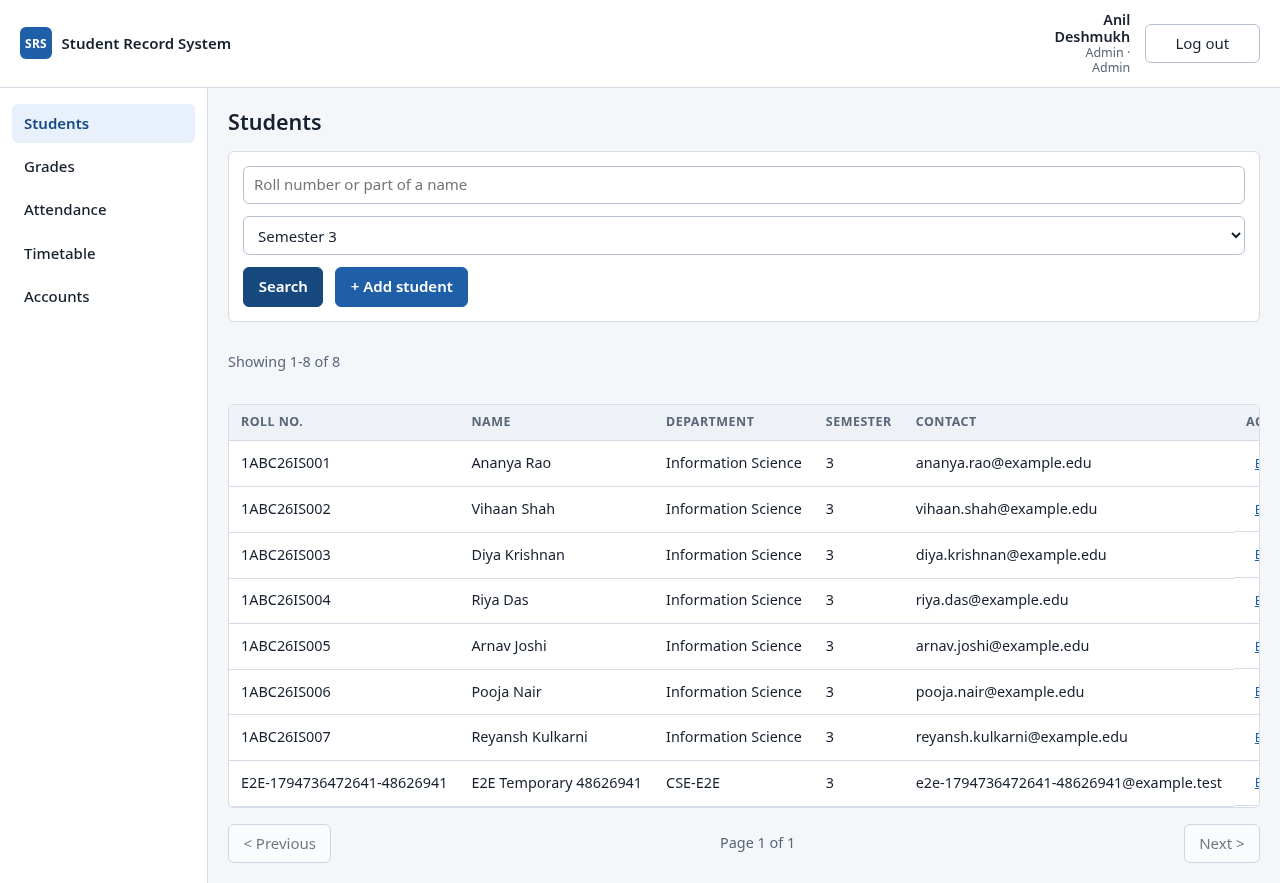 SRS Student Record System
Anil
Deshmukh
Admin ·
Admin
Log out
Students
Grades
Attendance
Timetable
Accounts
Students
Roll number or part of a name
Semester 3
Search + Add student
Showing 1-8 of 8
ROLL NO. NAME DEPARTMENT SEMESTER CONTACT
1ABC26IS001 Ananya Rao Information Science 3 ananya.rao@example.edu
1ABC26IS002 Vihaan Shah Information Science 3 vihaan.shah@example.edu
1ABC26IS003 Diya Krishnan Information Science 3 diya.krishnan@example.edu
1ABC26IS004 Riya Das Information Science 3 riya.das@example.edu
1ABC26IS005 Arnav Joshi Information Science 3 arnav.joshi@example.edu
1ABC26IS006 Pooja Nair Information Science 3 pooja.nair@example.edu
1ABC26IS007 Reyansh Kulkarni Information Science 3 reyansh.kulkarni@example.edu
E2E-1794736472641-48626941 E2E Temporary 48626941 CSE-E2E 3 e2e-1794736472641-48626941@example.test
< Previous Page 1 of 1 Next >